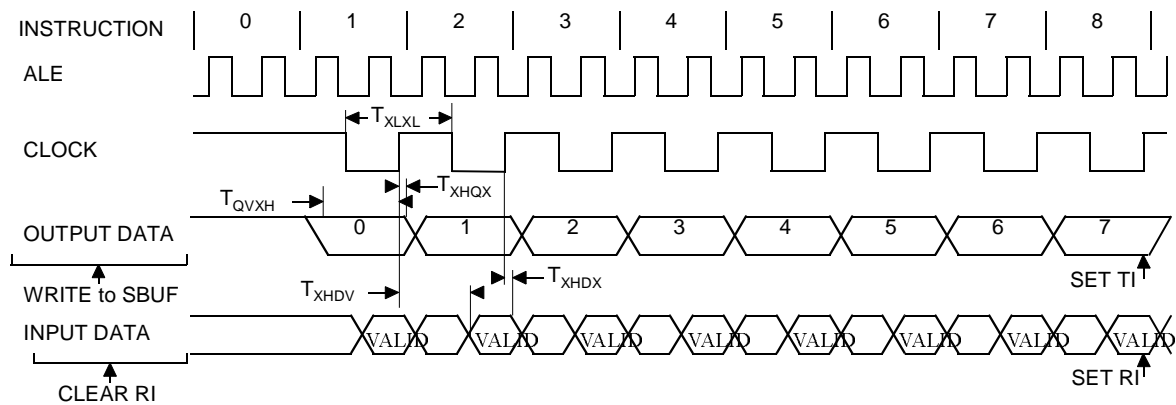 INSTRUCTION 0 1 2 3 4 5 6 7 8
ALE
TXLXL
CLOCK
TXHQX
TQVXH
OUTPUT DATA 0 1 2 3 4 5 6 7
TXHDX
SET TI
TXHDV
WRITE to SBUF
INPUT DATA VALID VALID VALID VALID VALID VALID VALID VALID
SET RI
CLEAR RI